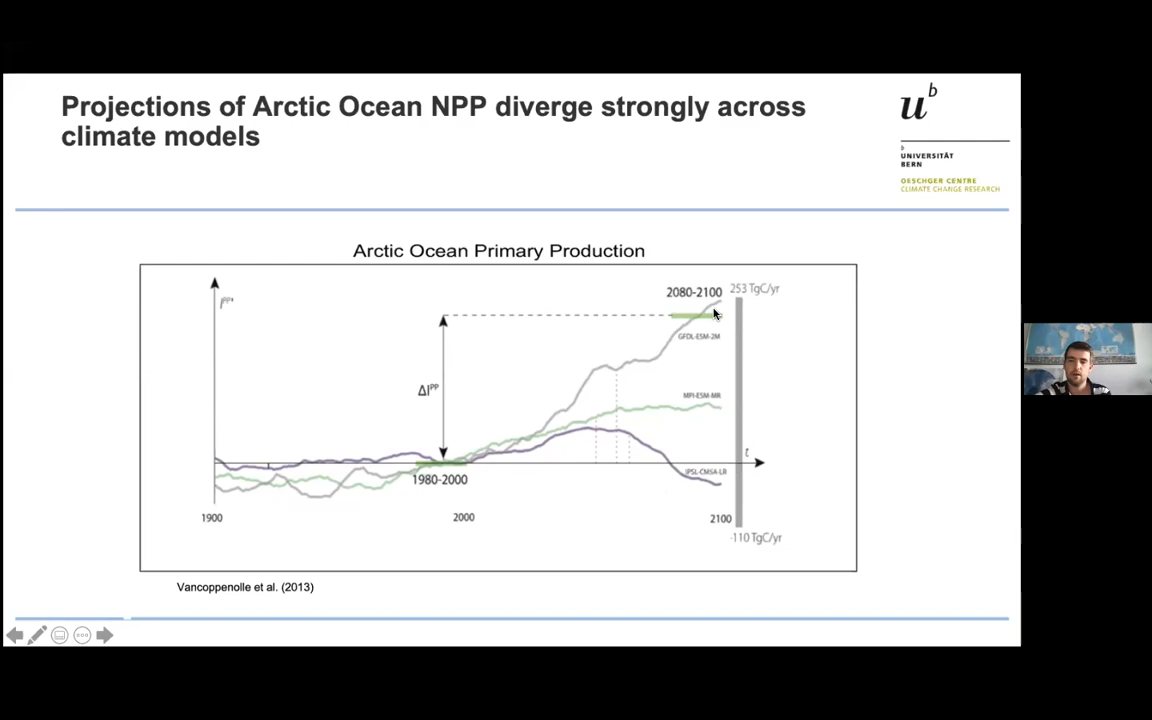 Projections of Arctic Ocean NPP diverge strongly across
climate models
u b
b
UNIVERSITÄT
BERN
OESCHGER CENTRE
CLIMATE CHANGE RESEARCH
Arctic Ocean Primary Production
2080-2100
253 TgC/yr
GFDL-ESM-2M
ΔIPP
MPI-ESM-MR
t
IPSL-CM5A-LR
1980-2000
1900
2000
2100
-110 TgC/yr
Vancoppenolle et al. (2013)